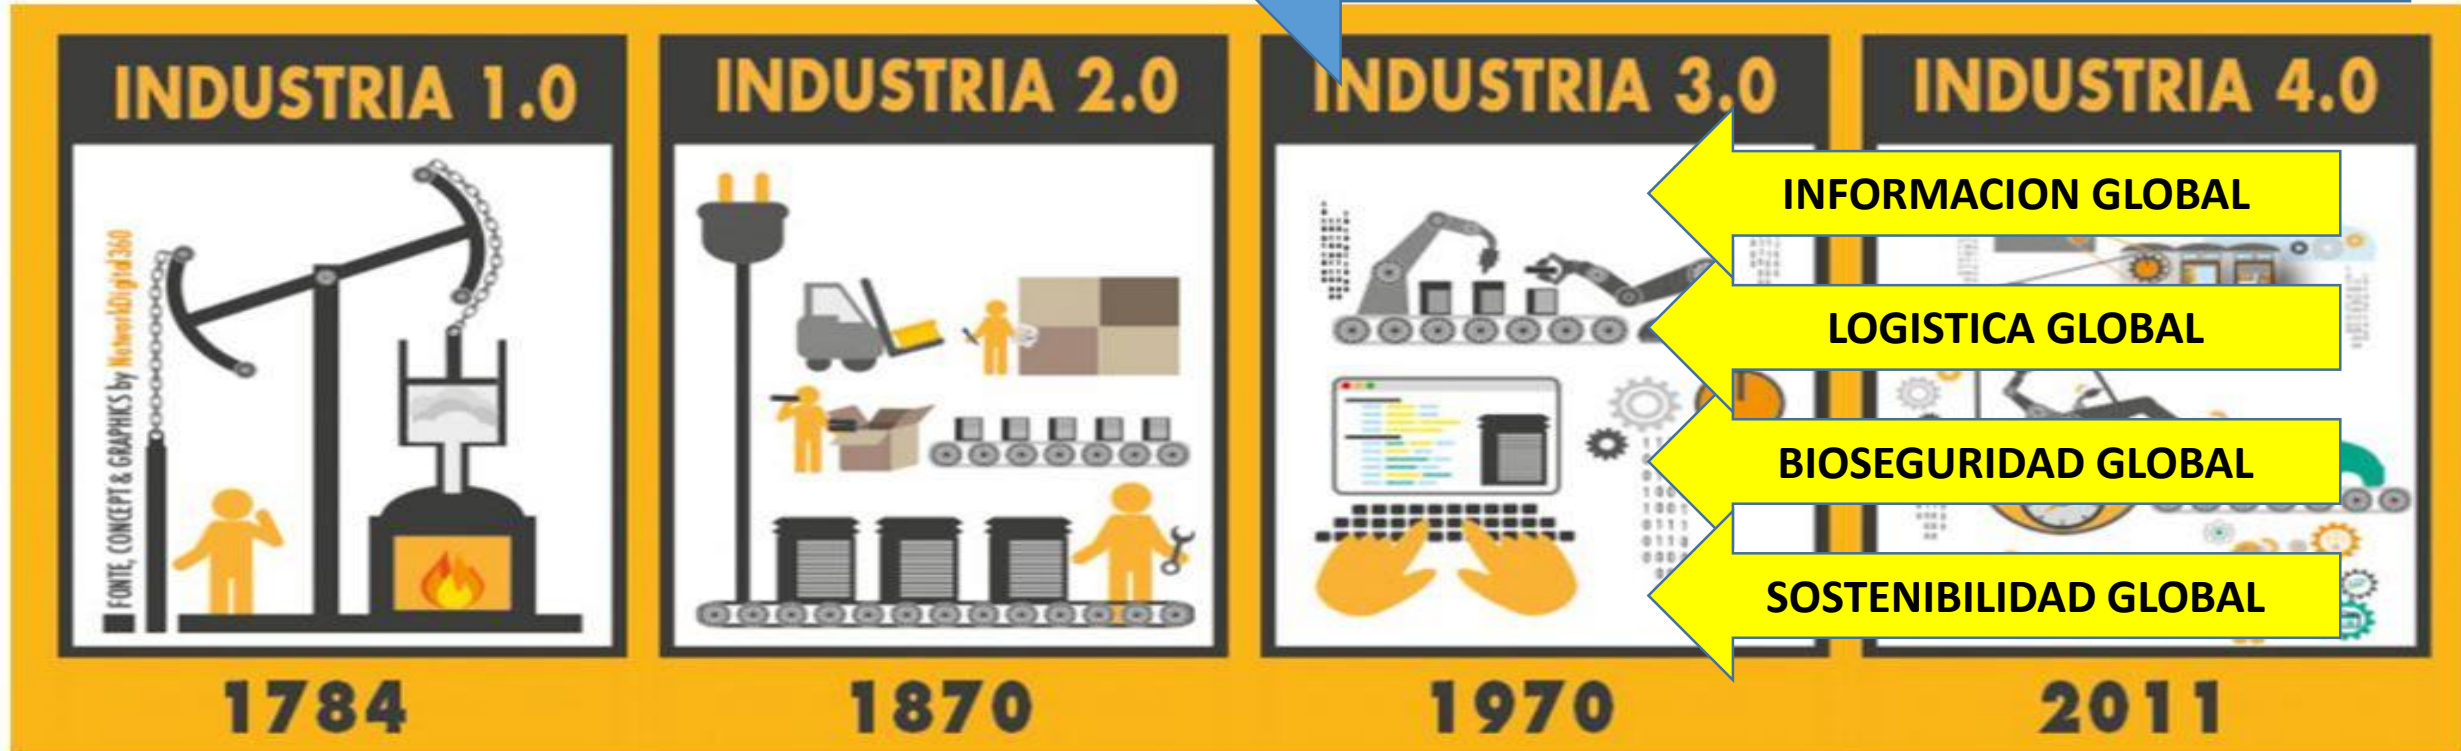 INDUSTRIA 1.0
INDUSTRIA 2.0
INDUSTRIA 3.0
INDUSTRIA 4.0
FONTE, CONCEPT & GRAPHICS by NetworkDigital360
INFORMACION GLOBAL
LOGISTICA GLOBAL
BIOSEGURIDAD GLOBAL
SOSTENIBILIDAD GLOBAL
1784
1870
1970
2011